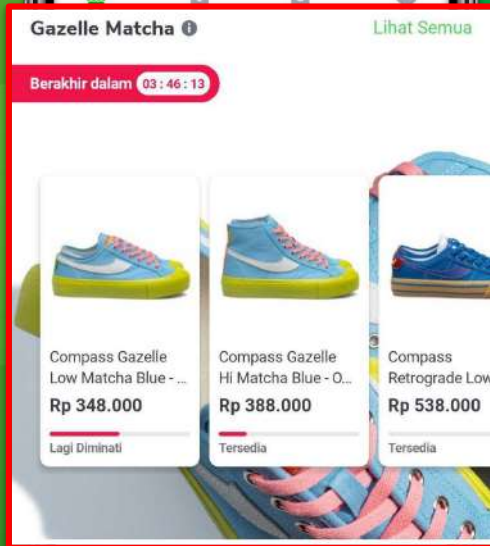 Gazelle Matcha
Lihat Semua
Berakhir dalam 03 : 46 : 13
Compass Gazelle
Low Matcha Blue - ...
Rp 348.000
Lagi Diminati
Compass Gazelle
Hi Matcha Blue - O...
Rp 388.000
Tersedia
Compass
Retrograde Low
Rp 538.000
Tersedia